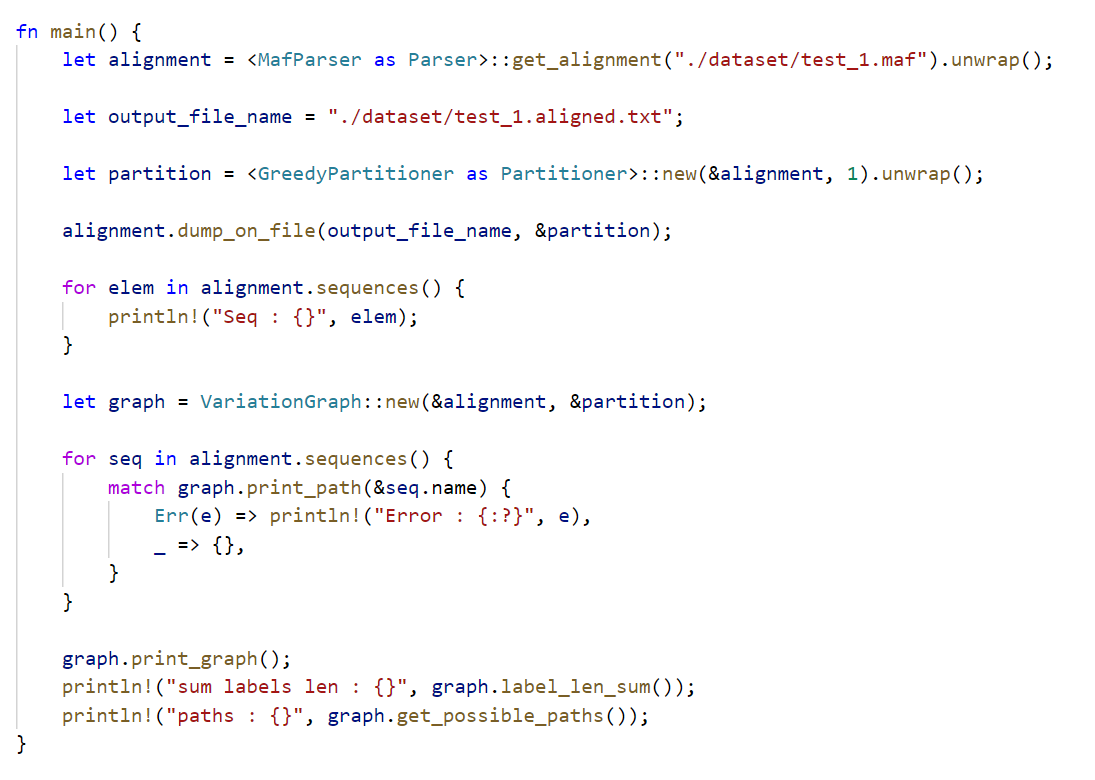 fn main() {
    let alignment = <MafParser as Parser>::get_alignment("./dataset/test_1.maf").unwrap();
    let output_file_name = "./dataset/test_1.aligned.txt";
    let partition = <GreedyPartitioner as Partitioner>::new(&alignment, 1).unwrap();
    alignment.dump_on_file(output_file_name, &partition);
    for elem in alignment.sequences() {
        println!("Seq : {}", elem);
    }
    let graph = VariationGraph::new(&alignment, &partition);
    for seq in alignment.sequences() {
        match graph.print_path(&seq.name) {
            Err(e) => println!("Error : {:?}", e),
            _ => {},
        }
    }
    graph.print_graph();
    println!("sum labels len : {}", graph.label_len_sum());
    println!("paths : {}", graph.get_possible_paths());
}